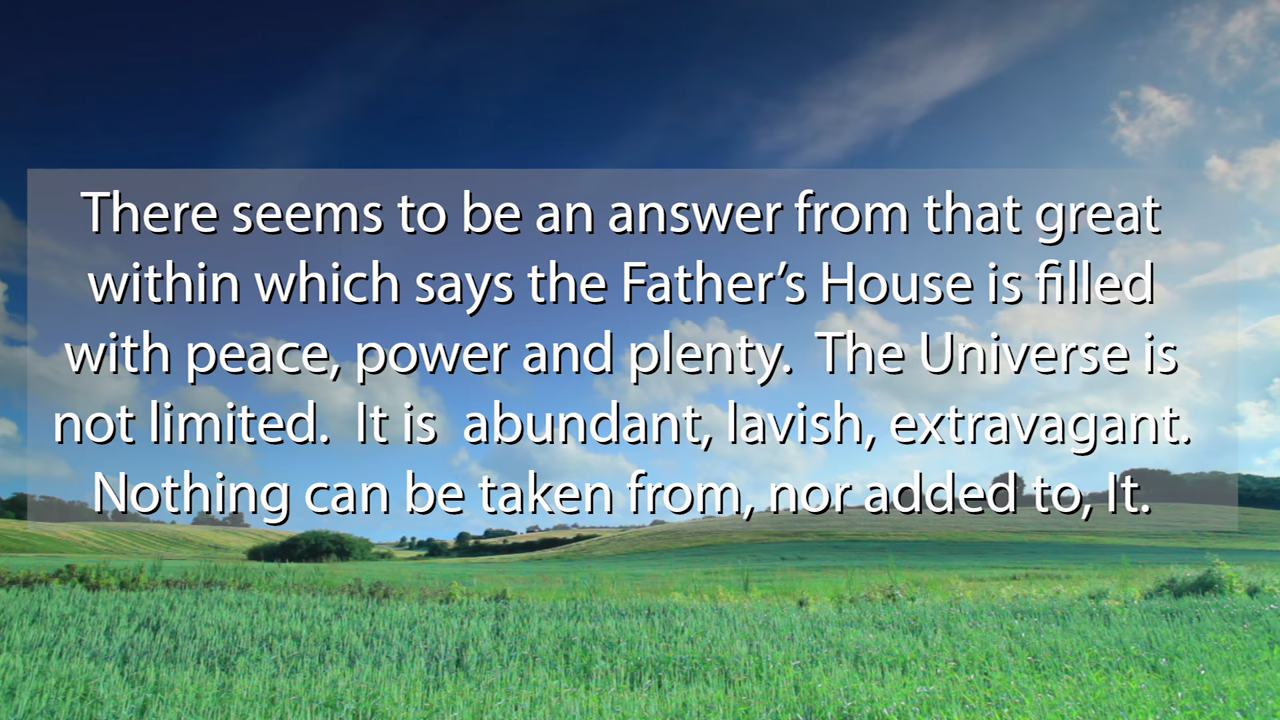 There seems to be an answer from that great
within which says the Father’s House is filled
with peace, power and plenty.  The Universe is
not limited.  It is  abundant, lavish, extravagant.
Nothing can be taken from, nor added to, It.